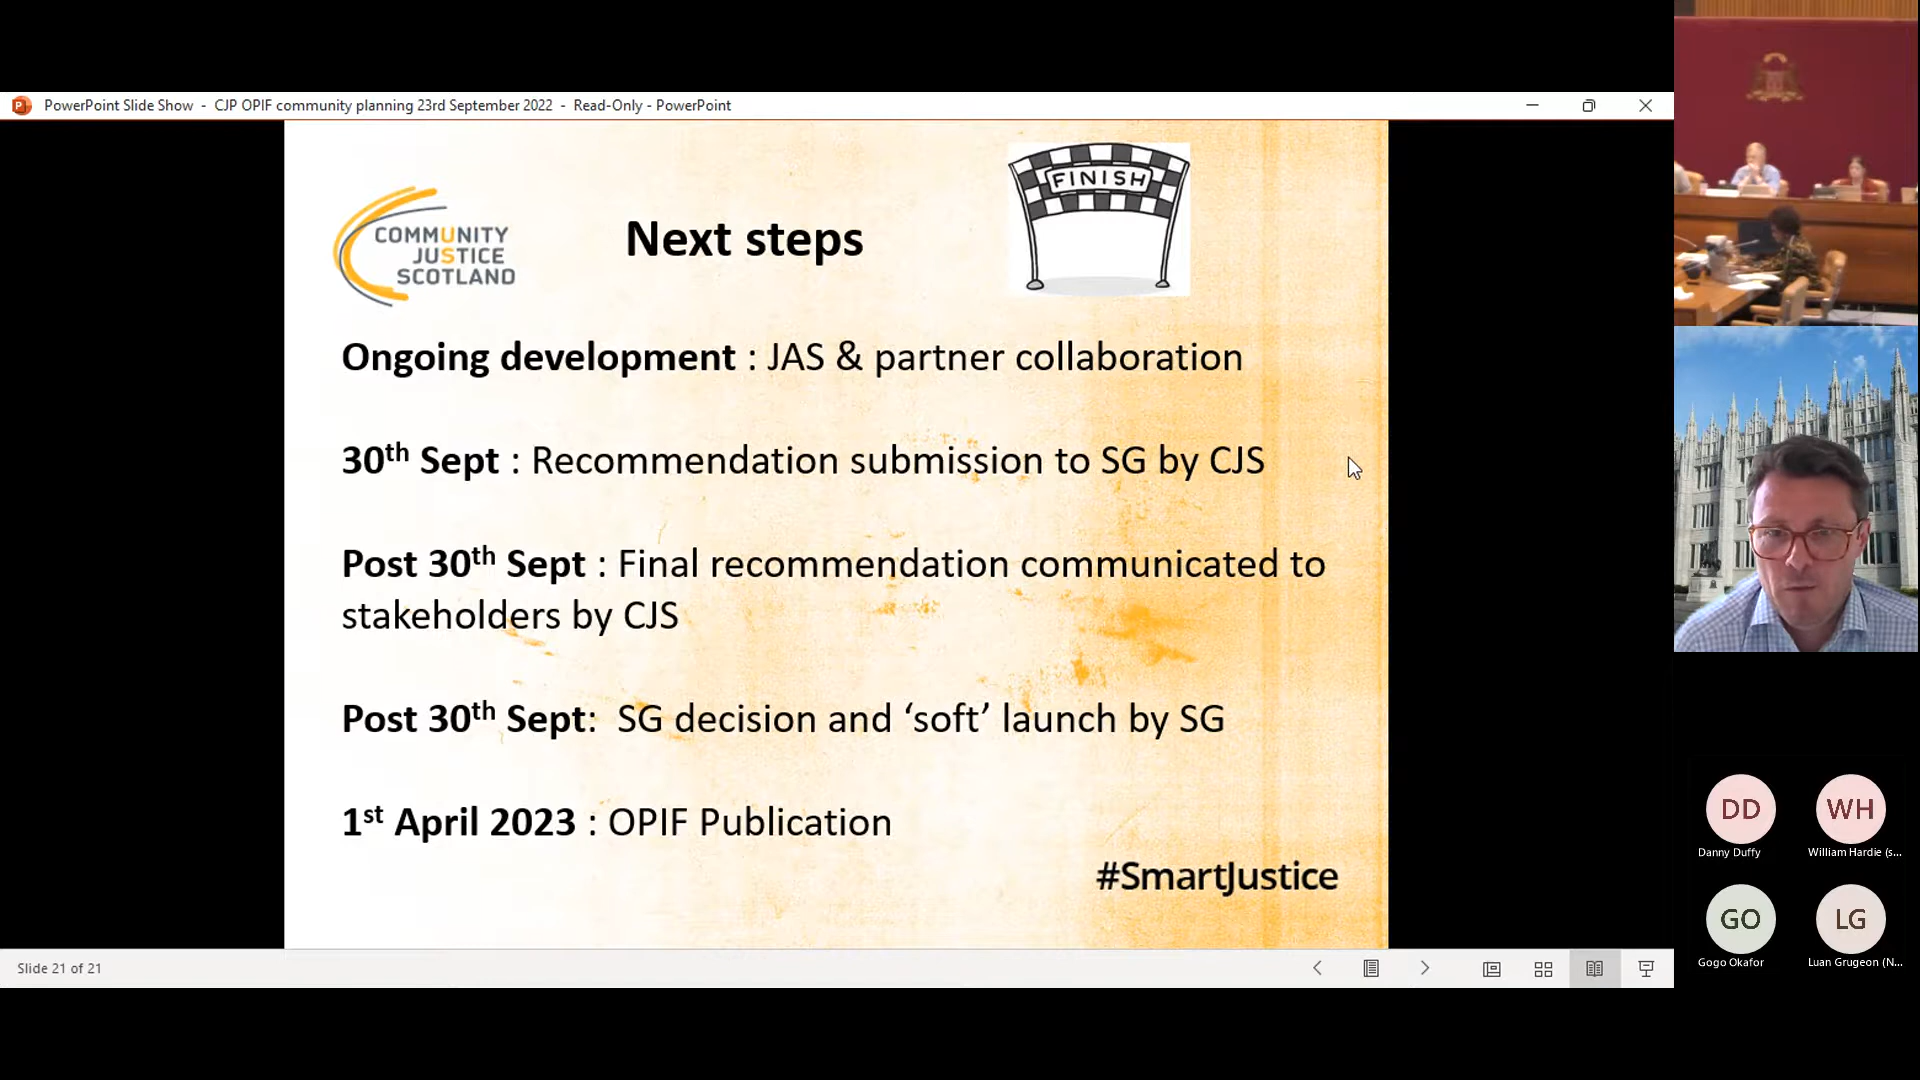 PowerPoint Slide Show - CJP OPIF community planning 23rd September 2022 - Read-Only - PowerPoint
COMMUNITY
JUSTICE
SCOTLAND
Next steps
FINISH
Ongoing development : JAS & partner collaboration
30th Sept : Recommendation submission to SG by CJS
Post 30th Sept : Final recommendation communicated to
stakeholders by CJS
Post 30th Sept: SG decision and ‘soft’ launch by SG
1st April 2023 : OPIF Publication
#SmartJustice
Slide 21 of 21
DD
Danny Duffy
WH
William Hardie (s...
GO
Gogo Okafor
LG
Luan Grugeon (N...